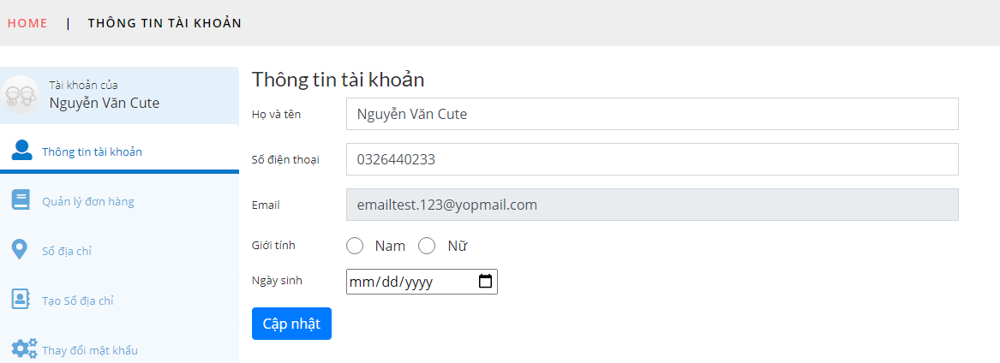 HOME | THÔNG TIN TÀI KHOẢN
Tài khoản của
Nguyễn Văn Cute
Thông tin tài khoản
Quản lý đơn hàng
Sổ địa chỉ
Tạo Sổ địa chỉ
Thay đổi mật khẩu
Thông tin tài khoản
Họ và tên Nguyễn Văn Cute
Số điện thoại 0326440233
Email emailtest.123@yopmail.com
Giới tính Nam Nữ
Ngày sinh mm/dd/yyyy
Cập nhật